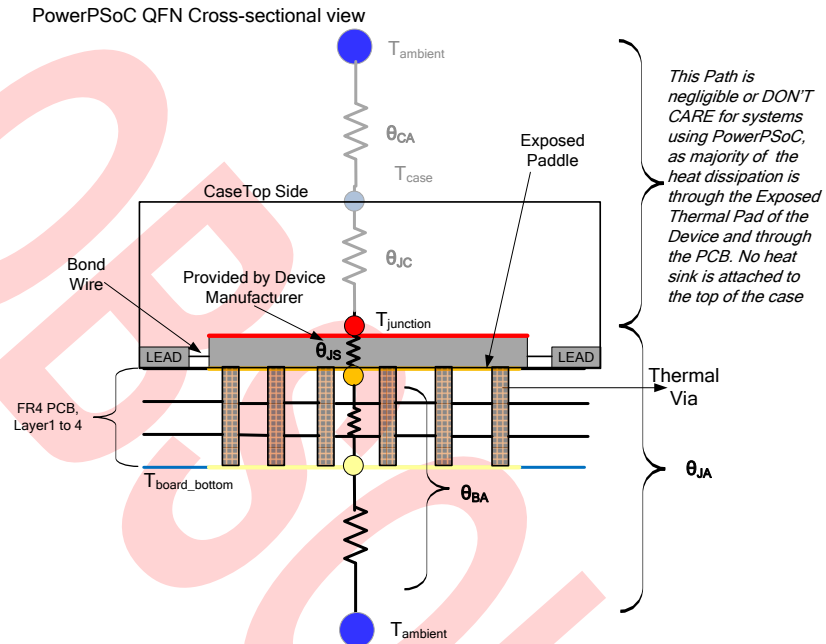 PowerPSoC QFN Cross-sectional view
Tambient
This Path is
negligible or DON'T
CARE for systems
using PowerPSoC,
as majority of the
heat dissipation is
through the Exposed
Thermal Pad of the
Device and through
the PCB. No heat
sink is attached to
the top of the case
θCA
Exposed
Paddle
Tcase
CaseTop Side
θJC
Bond
Wire
Provided by Device
Manufacturer
Tjunction
LEAD
θJS
LEAD
Thermal
Via
FR4 PCB,
Layer1 to 4
Tboard_bottom
θBA
θJA
Tambient